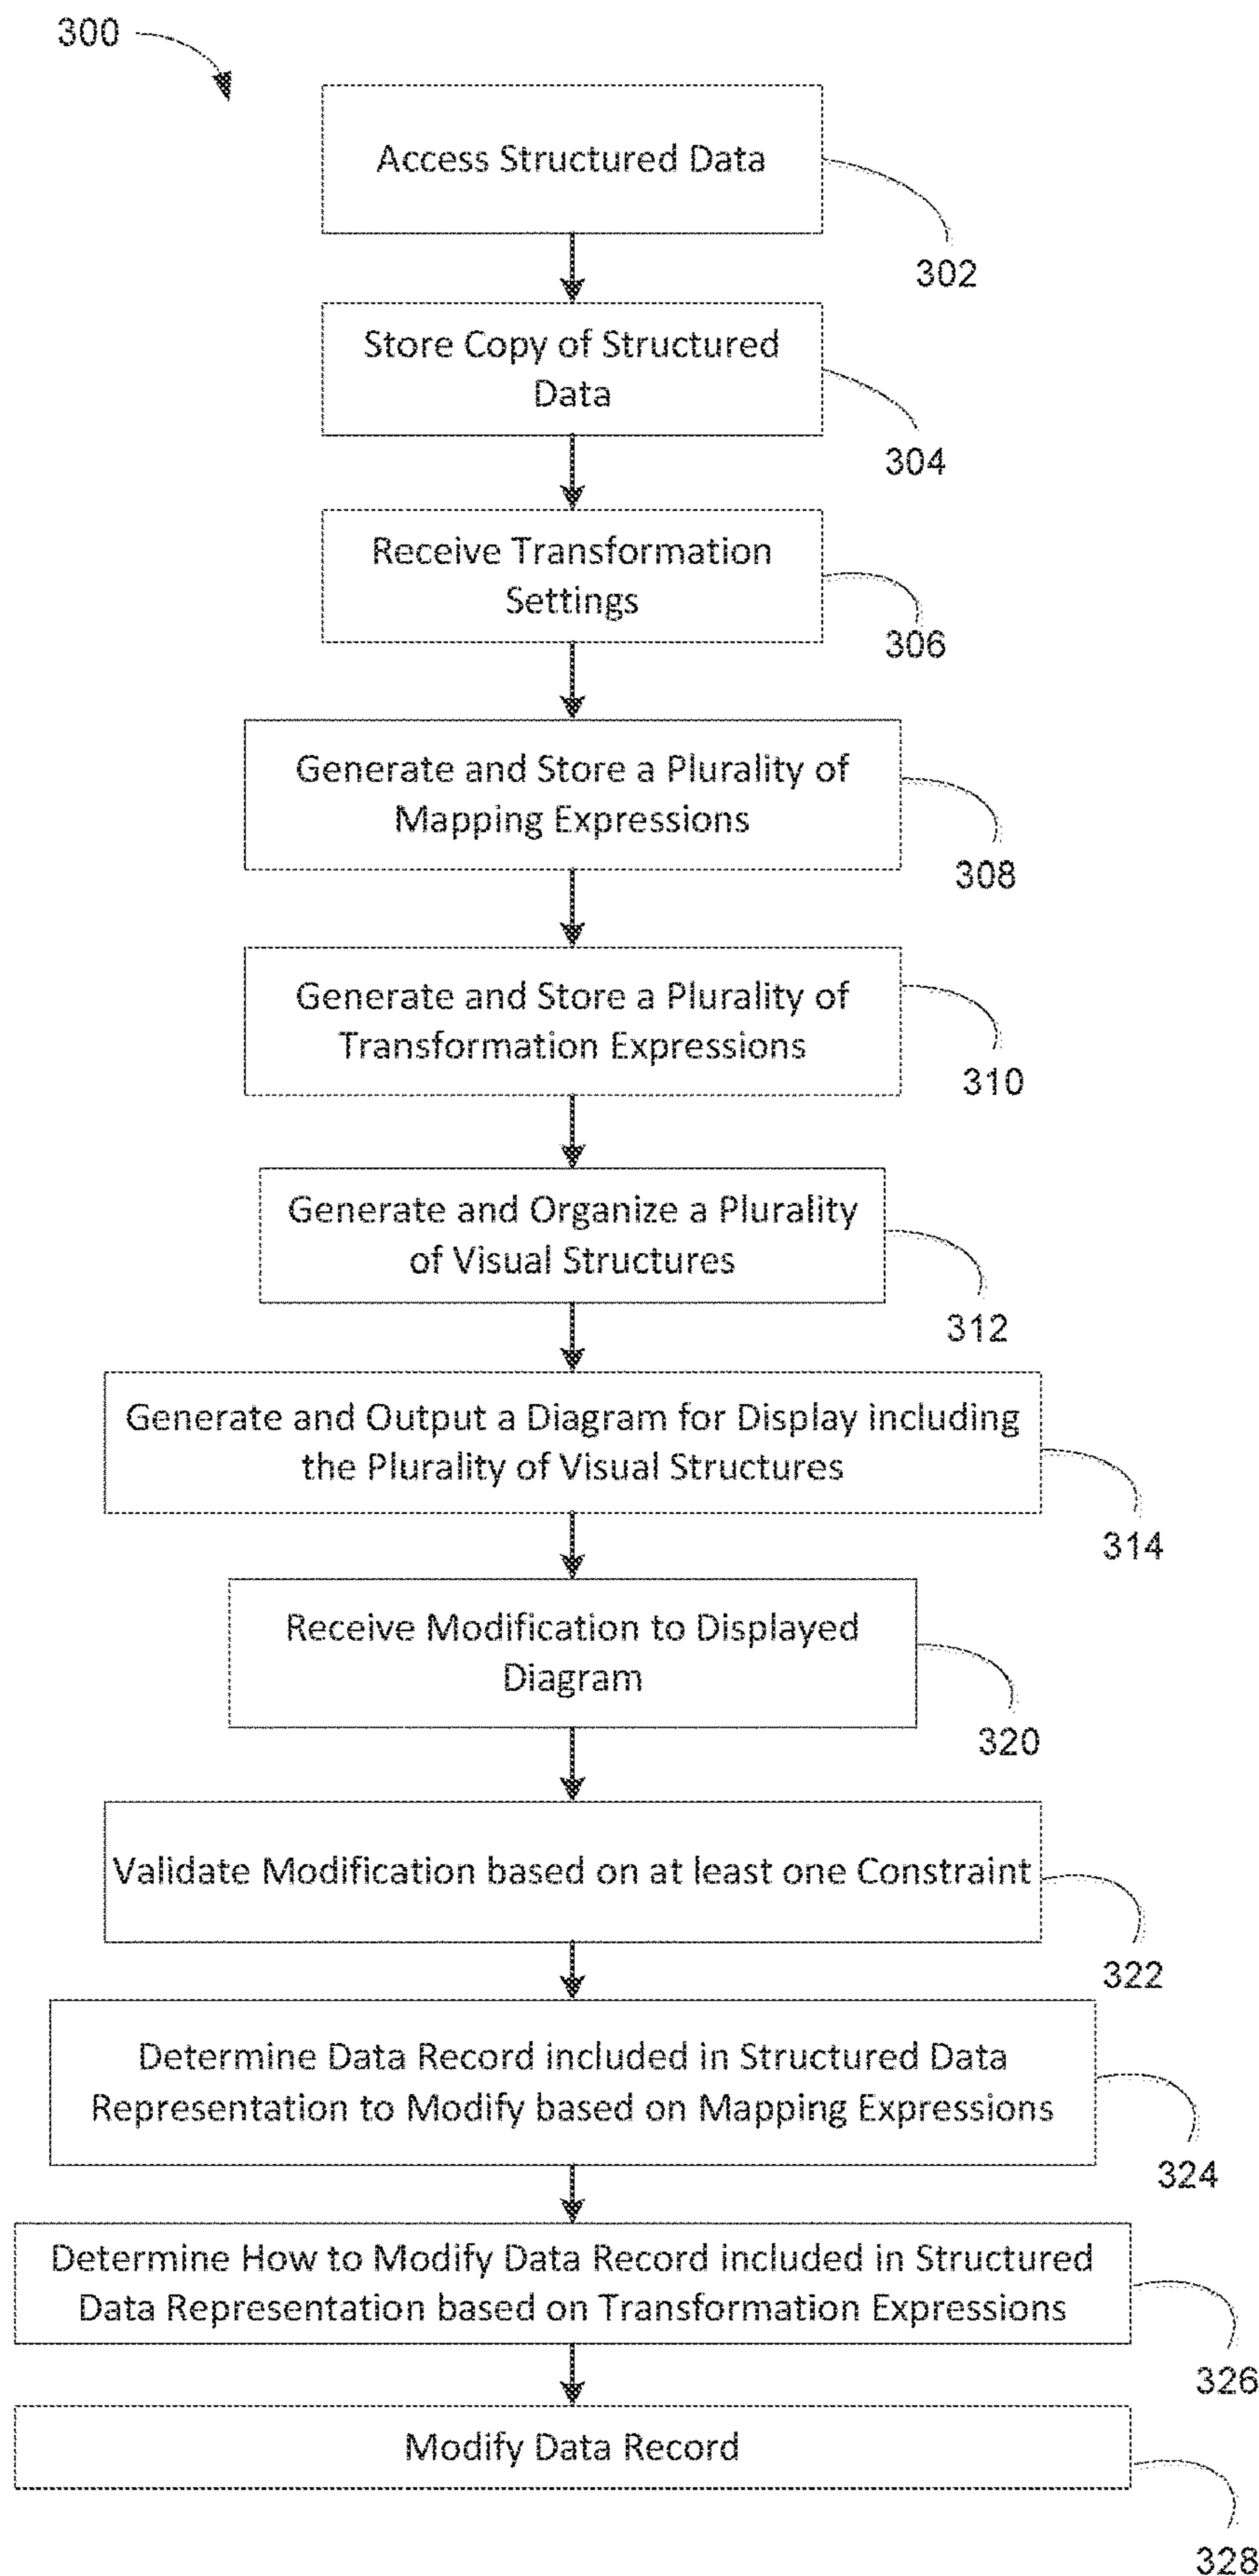 300
Access Structured Data
302
Store Copy of Structured
Data
304
Receive Transformation
Settings
306
Generate and Store a Plurality of
Mapping Expressions
308
Generate and Store a Plurality of
Transformation Expressions
310
Generate and Organize a Plurality
of Visual Structures
312
Generate and Output a Diagram for Display including
the Plurality of Visual Structures
314
Receive Modification to Displayed
Diagram
320
Validate Modification based on at least one Constraint
322
Determine Data Record included in Structured Data
Representation to Modify based on Mapping Expressions
324
Determine How to Modify Data Record included in Structured
Data Representation based on Transformation Expressions
326
Modify Data Record
328